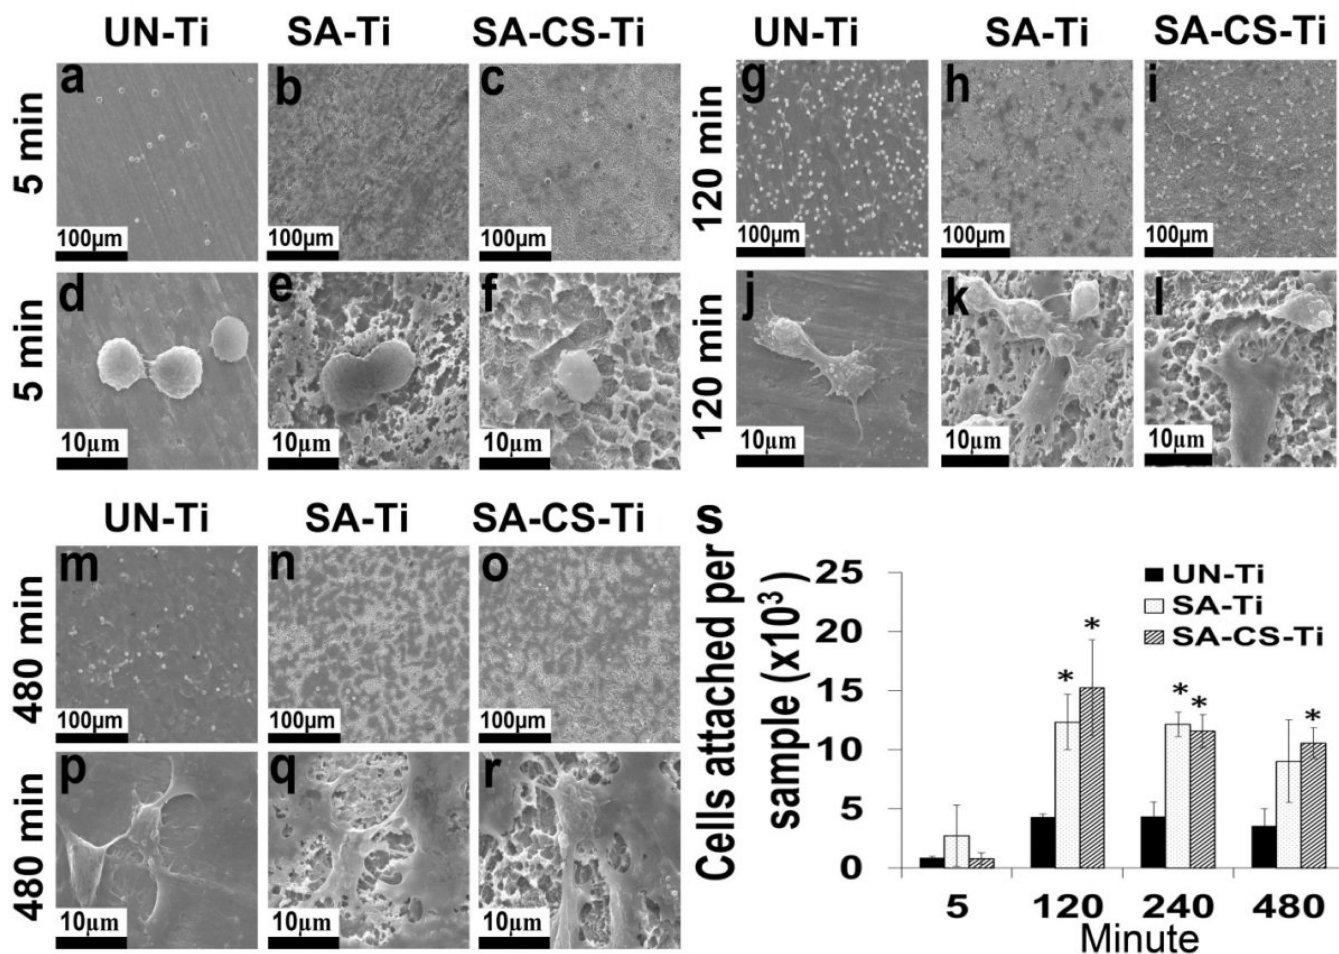 UN-Ti SA-Ti SA-CS-Ti
5 min
a b c
100µm 100µm 100µm
5 min
d e f
10µm 10µm 10µm
UN-Ti SA-Ti SA-CS-Ti
120 min
g h i
100µm 100µm 100µm
120 min
j k l
10µm 10µm 10µm
UN-Ti SA-Ti SA-CS-Ti
480 min
m n o
100µm 100µm 100µm
480 min
p q r
10µm 10µm 10µm
s
Cells attached per
sample (x10³)
25
20
15
10
5
0
UN-Ti
SA-Ti
SA-CS-Ti
* *
* *
*
5 120 240 480
Minute